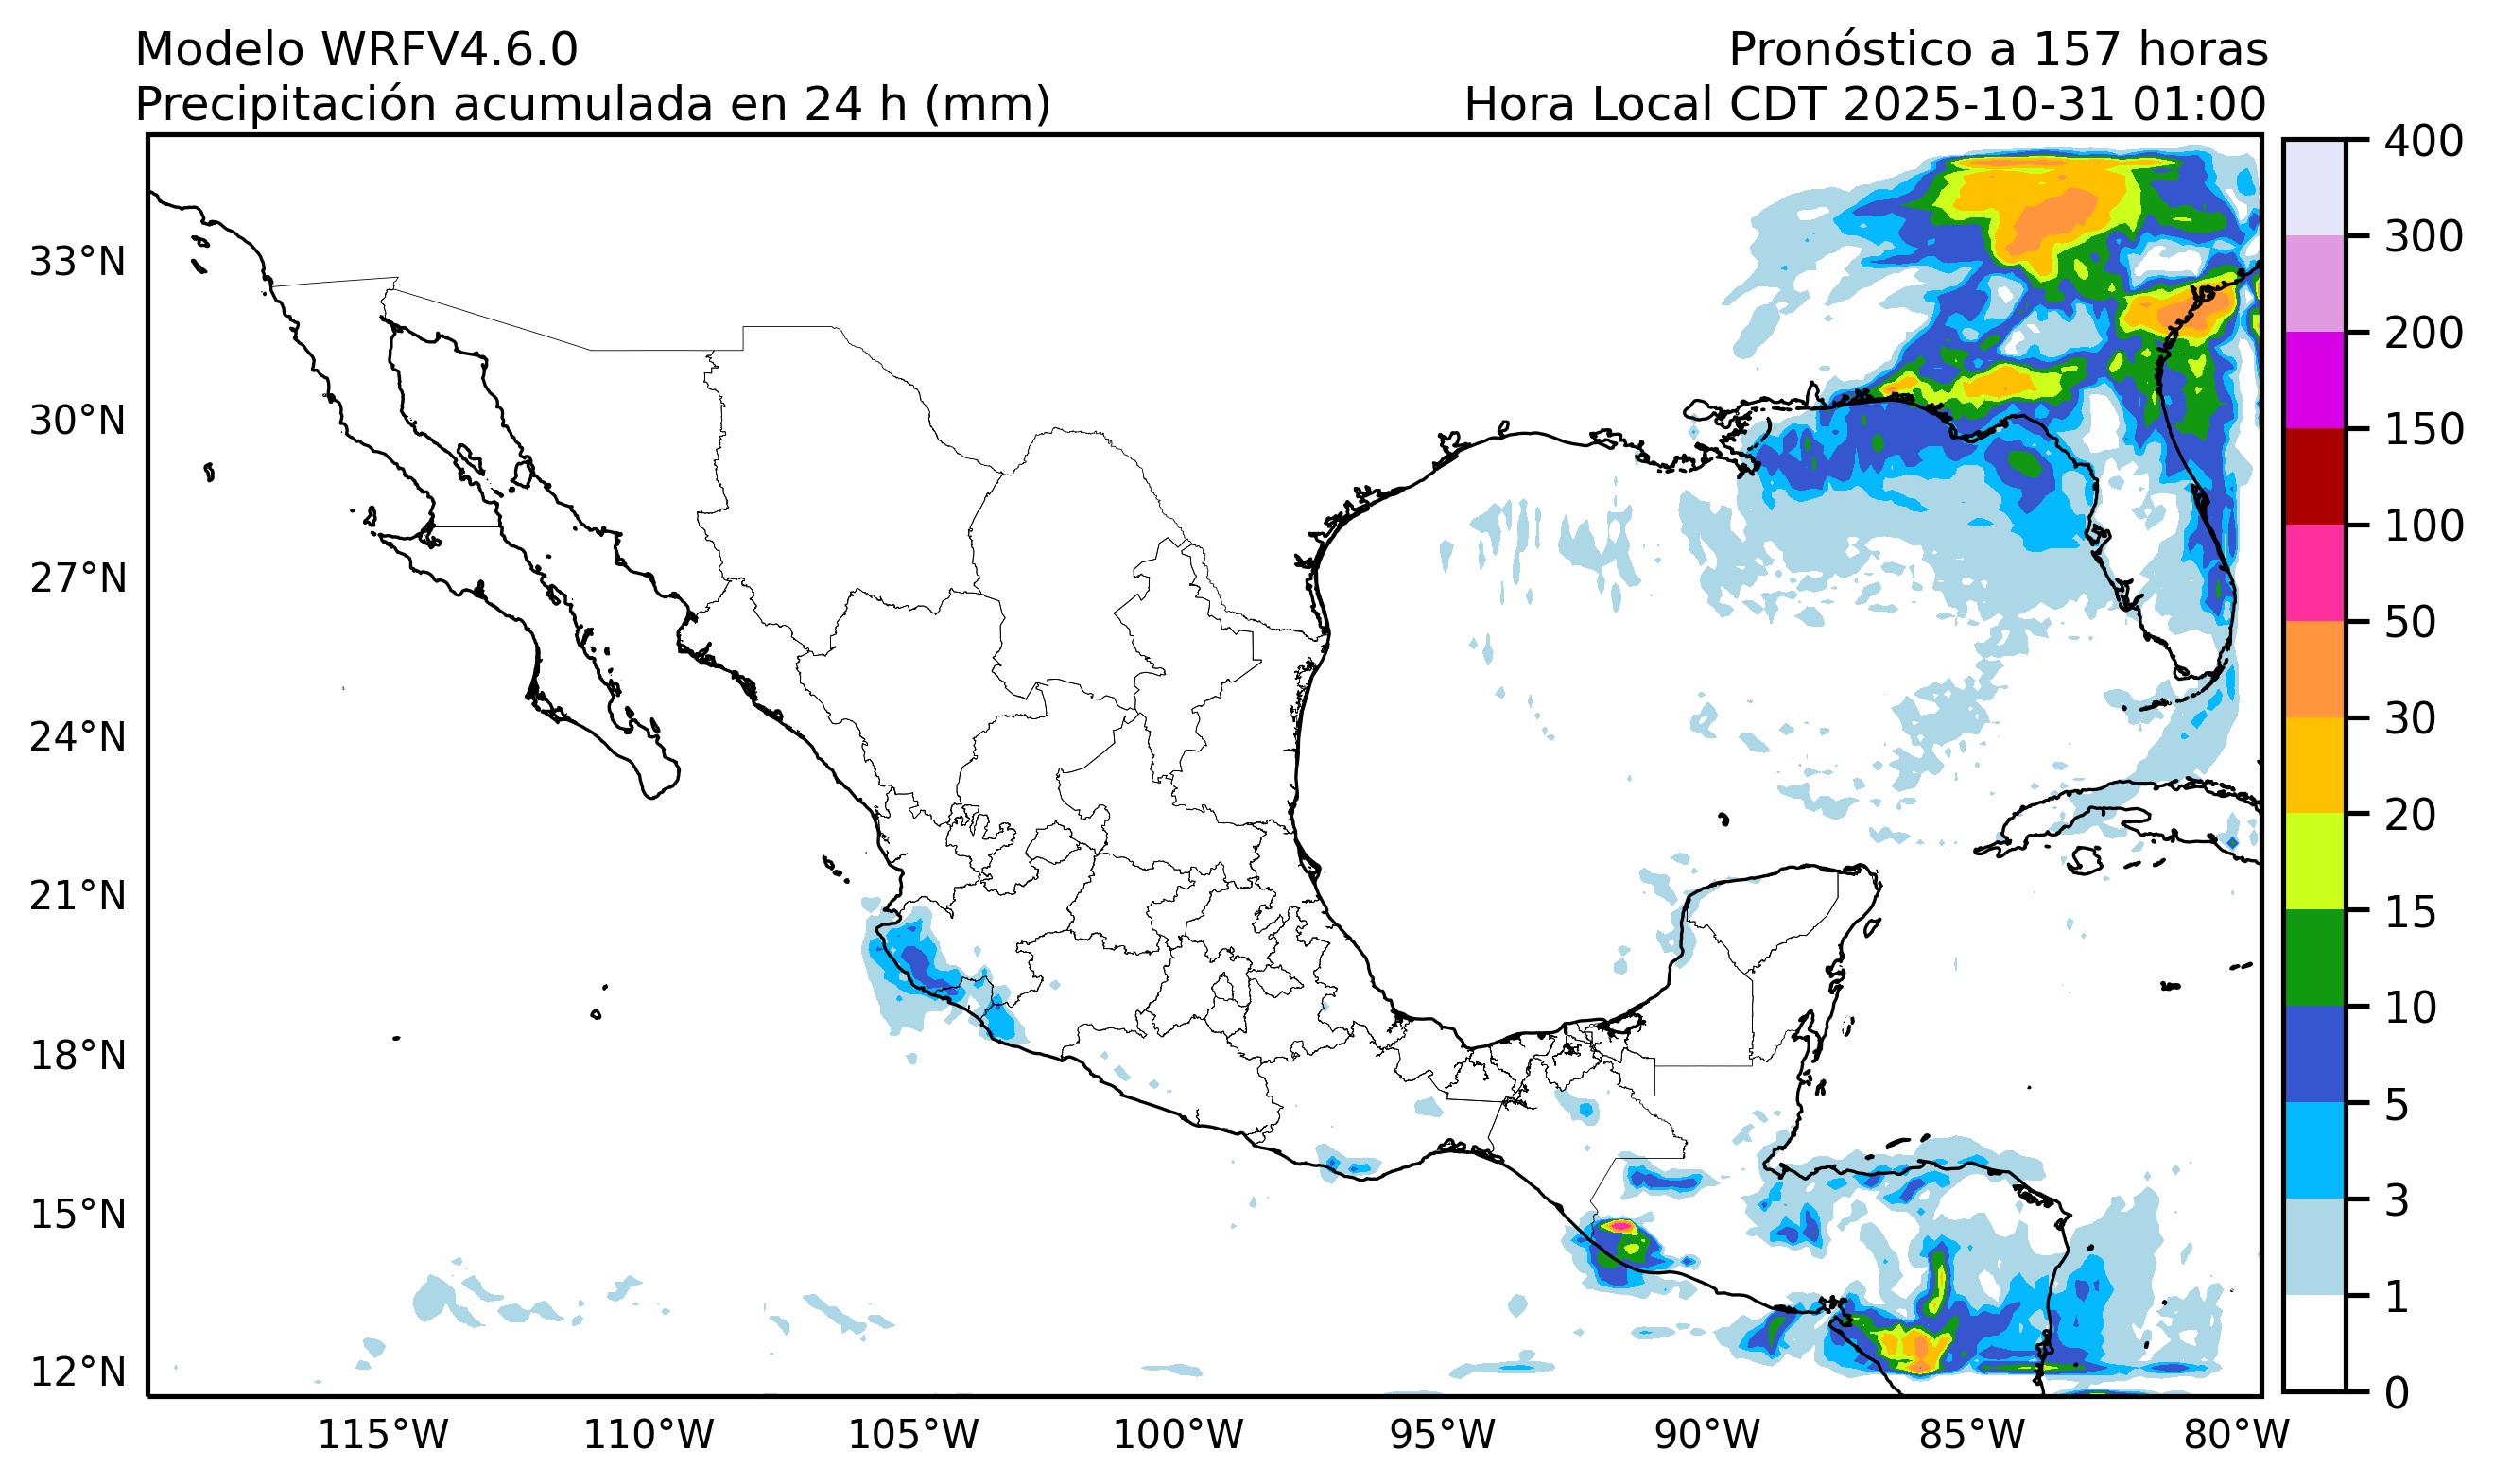 Modelo WRFV4.6.0
Pronóstico a 157 horas
Precipitación acumulada en 24 h (mm)
Hora Local CDT 2025-10-31 01:00
33°N
30°N
27°N
24°N
21°N
18°N
15°N
12°N
115°W
110°W
105°W
100°W
95°W
90°W
85°W
80°W
400
300
200
150
100
50
30
20
15
10
5
3
1
0